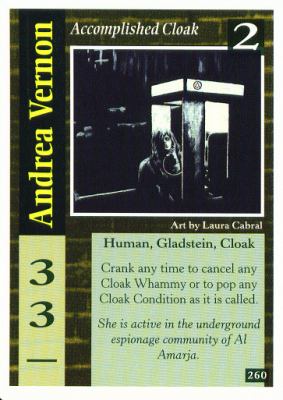 Andrea Vernon
Accomplished Cloak
2
Art by Laura Cabral
Human, Gladstein, Cloak
Crank any time to cancel any
Cloak Whammy or to pop any
Cloak Condition as it is called.
She is active in the underground
espionage community of Al
Amarja.
3
3
260